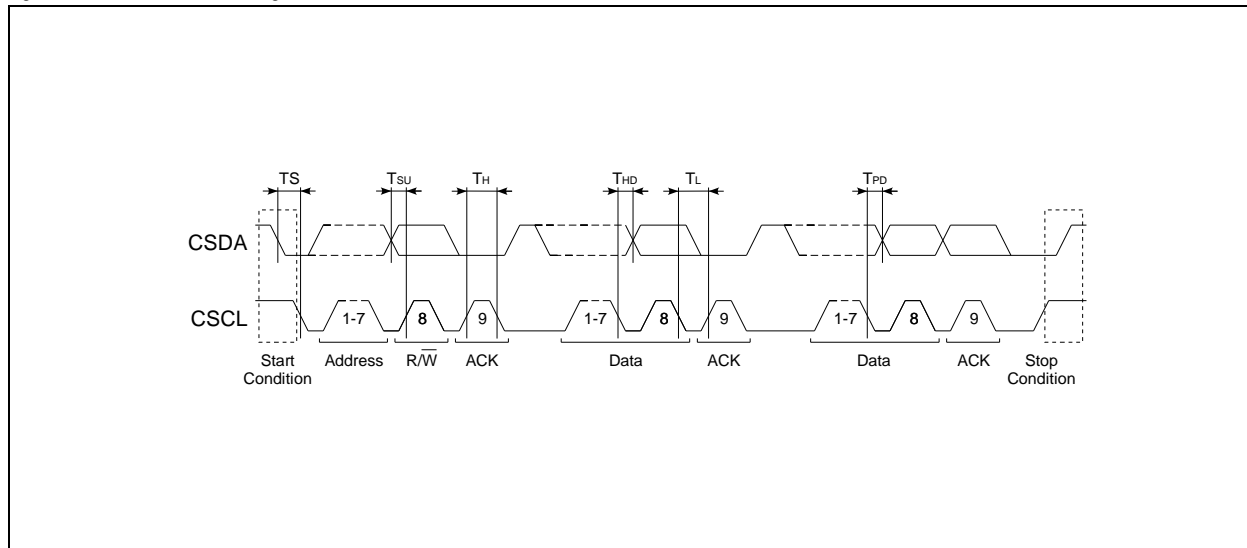 TS TSU TH THD TL TPD
CSDA
CSCL 1-7 8 9 1-7 8 9 1-7 8 9
Start Condition Address R/W̅ ACK Data ACK Data ACK Stop Condition